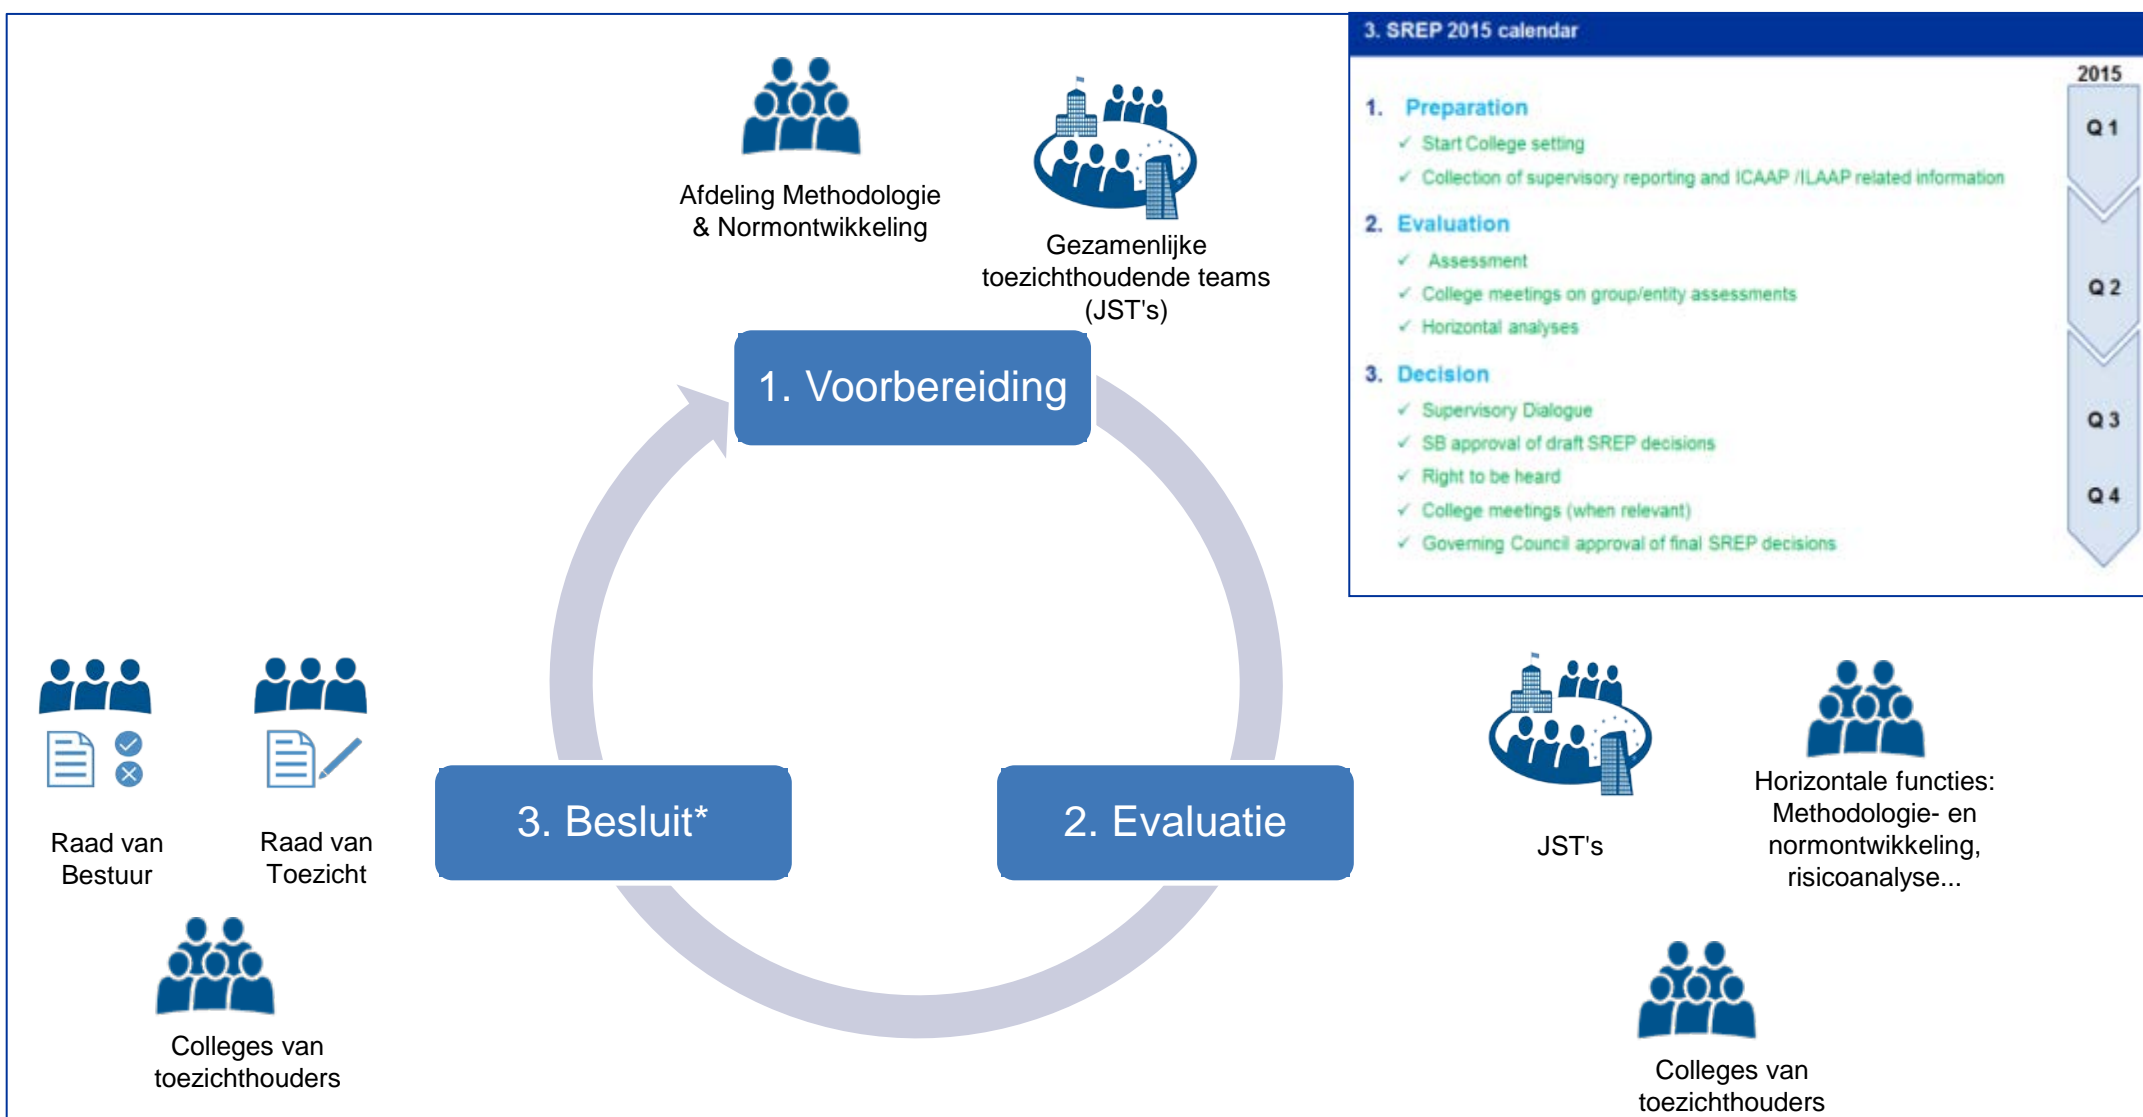 3. SREP 2015 calendar
2015
1. Preparation
✓ Start College setting
✓ Collection of supervisory reporting and ICAAP /ILAAP related information
Q 1
2. Evaluation
✓ Assessment
✓ College meetings on group/entity assessments
✓ Horizontal analyses
Q 2
3. Decision
✓ Supervisory Dialogue
✓ SB approval of draft SREP decisions
✓ Right to be heard
✓ College meetings (when relevant)
✓ Governing Council approval of final SREP decisions
Q 3
Q 4
Afdeling Methodologie
& Normontwikkeling
Gezamenlijke
toezichthoudende teams
(JST's)
1. Voorbereiding
2. Evaluatie
3. Besluit*
JST's
Horizontale functies:
Methodologie- en
normontwikkeling,
risicoanalyse...
Colleges van
toezichthouders
Raad van
Bestuur
Raad van
Toezicht
Colleges van
toezichthouders